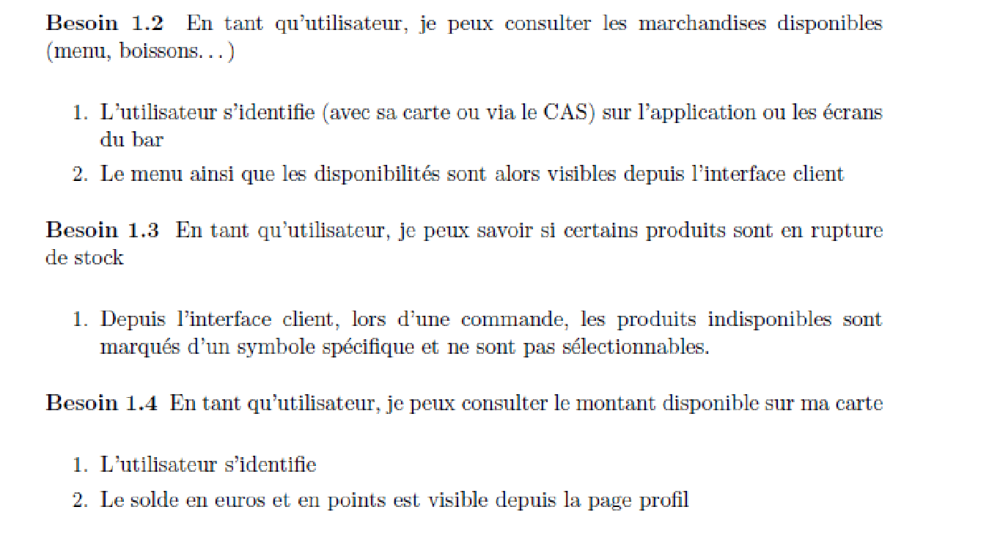 Besoin 1.2 En tant qu'utilisateur, je peux consulter les marchandises disponibles
(menu, boissons...)
1. L'utilisateur s'identifie (avec sa carte ou via le CAS) sur l'application ou les écrans
du bar
2. Le menu ainsi que les disponibilités sont alors visibles depuis l'interface client
Besoin 1.3 En tant qu'utilisateur, je peux savoir si certains produits sont en rupture
de stock
1. Depuis l'interface client, lors d'une commande, les produits indisponibles sont
marqués d'un symbole spécifique et ne sont pas sélectionnables.
Besoin 1.4 En tant qu'utilisateur, je peux consulter le montant disponible sur ma carte
1. L'utilisateur s'identifie
2. Le solde en euros et en points est visible depuis la page profil